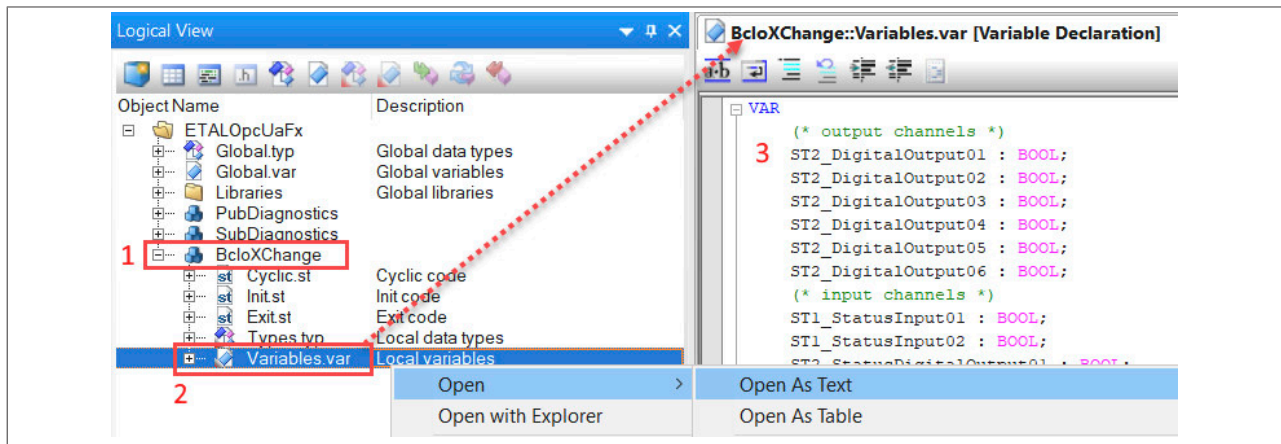 Logical View
Object Name Description
ETALOpcUaFx
Global.typ Global data types
Global.var Global variables
Libraries Global libraries
PubDiagnostics
SubDiagnostics
1 BcIoXChange
Cyclic.st Cyclic code
Init.st Init code
Exit.st Exit code
Types.typ Local data types
Variables.var Local variables
2
Open
Open with Explorer
Open As Text
Open As Table
BcIoXChange::Variables.var [Variable Declaration]
VAR
(* output channels *)
3 ST2_DigitalOutput01 : BOOL;
ST2_DigitalOutput02 : BOOL;
ST2_DigitalOutput03 : BOOL;
ST2_DigitalOutput04 : BOOL;
ST2_DigitalOutput05 : BOOL;
ST2_DigitalOutput06 : BOOL;
(* input channels *)
ST1_StatusInput01 : BOOL;
ST1_StatusInput02 : BOOL;
ST2_StatusDigitalOutput01 : BOOL;